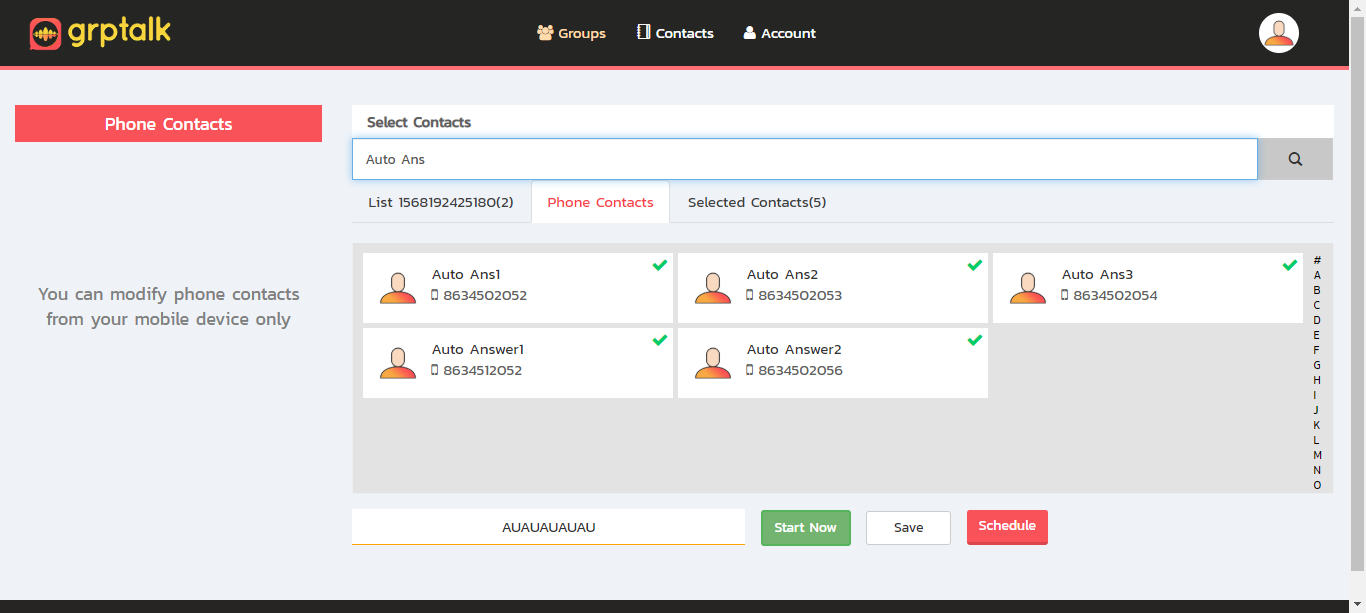 grptalk
Groups Contacts Account
Phone Contacts
Select Contacts
Auto Ans
List 1568192425180(2) Phone Contacts Selected Contacts(5)
Auto Ans1
8634502052
Auto Ans2
8634502053
Auto Ans3
8634502054
Auto Answer1
8634512052
Auto Answer2
8634502056
#
A
B
C
D
E
F
G
H
I
J
K
L
M
N
O
You can modify phone contacts
from your mobile device only
AUAUAUAUAU Start Now Save Schedule